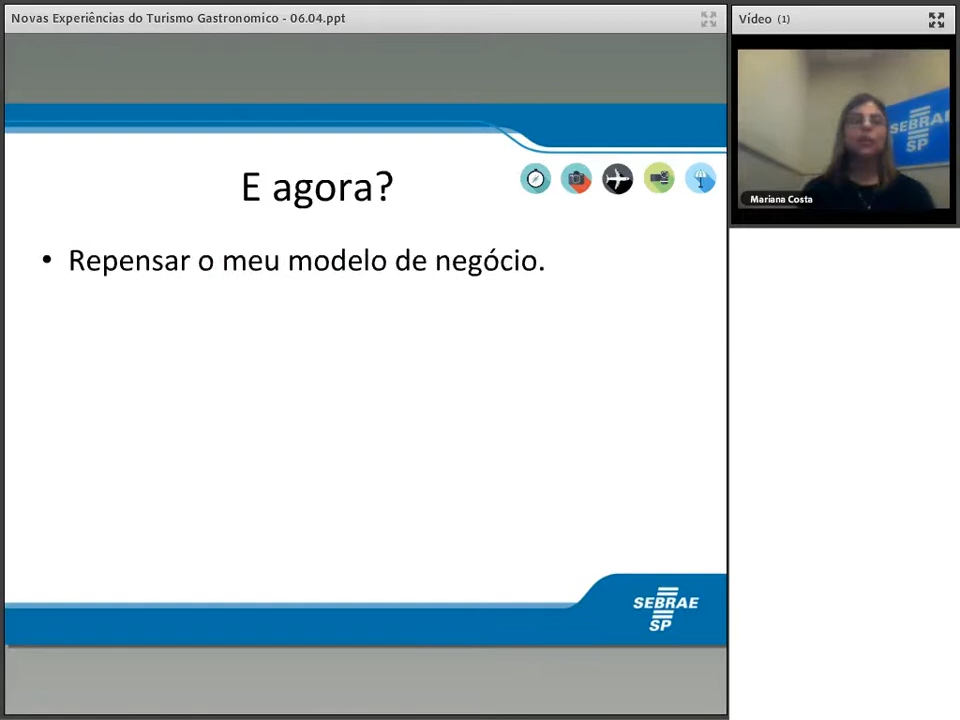 Novas Experiências do Turismo Gastronomico - 06.04.ppt
Vídeo (1)
SEBRAE
SP
Mariana Costa
E agora?
• Repensar o meu modelo de negócio.
SEBRAE
SP